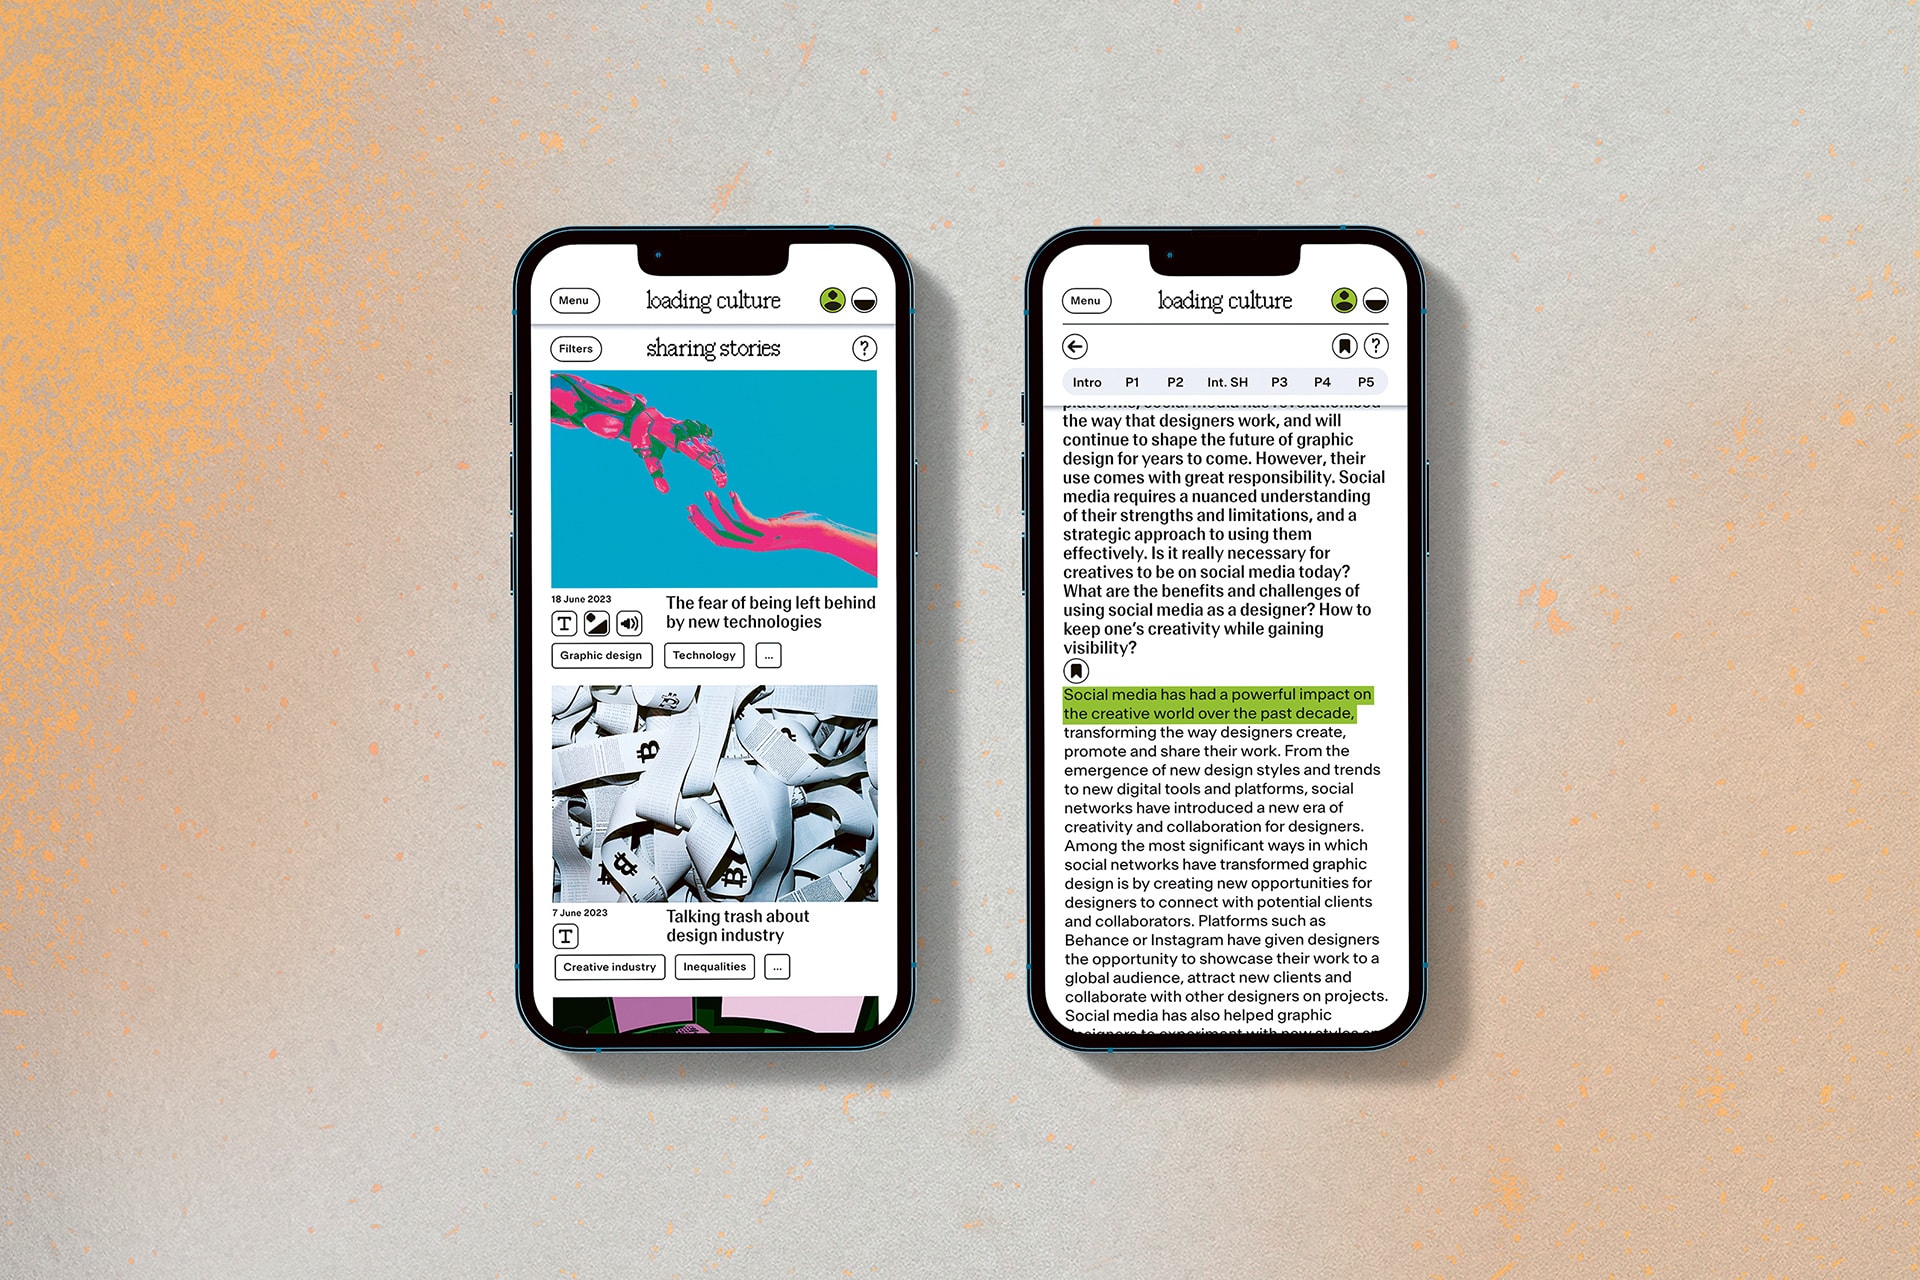 Menu
loading culture
Filters
sharing stories
?
18 June 2023
The fear of being left behind
by new technologies
T
Graphic design
Technology
...
7 June 2023
Talking trash about
design industry
T
Creative industry
Inequalities
...
Menu
loading culture
?
Intro P1 P2 Int. SH P3 P4 P5
platforms, social media has revolutionised
the way that designers work, and will
continue to shape the future of graphic
design for years to come. However, their
use comes with great responsibility. Social
media requires a nuanced understanding
of their strengths and limitations, and a
strategic approach to using them
effectively. Is it really necessary for
creatives to be on social media today?
What are the benefits and challenges of
using social media as a designer? How to
keep one's creativity while gaining
visibility?
Social media has had a powerful impact on
the creative world over the past decade,
transforming the way designers create,
promote and share their work. From the
emergence of new design styles and trends
to new digital tools and platforms, social
networks have introduced a new era of
creativity and collaboration for designers.
Among the most significant ways in which
social networks have transformed graphic
design is by creating new opportunities for
designers to connect with potential clients
and collaborators. Platforms such as
Behance or Instagram have given designers
the opportunity to showcase their work to a
global audience, attract new clients and
collaborate with other designers on projects.
Social media has also helped graphic
designers to experiment with new styles